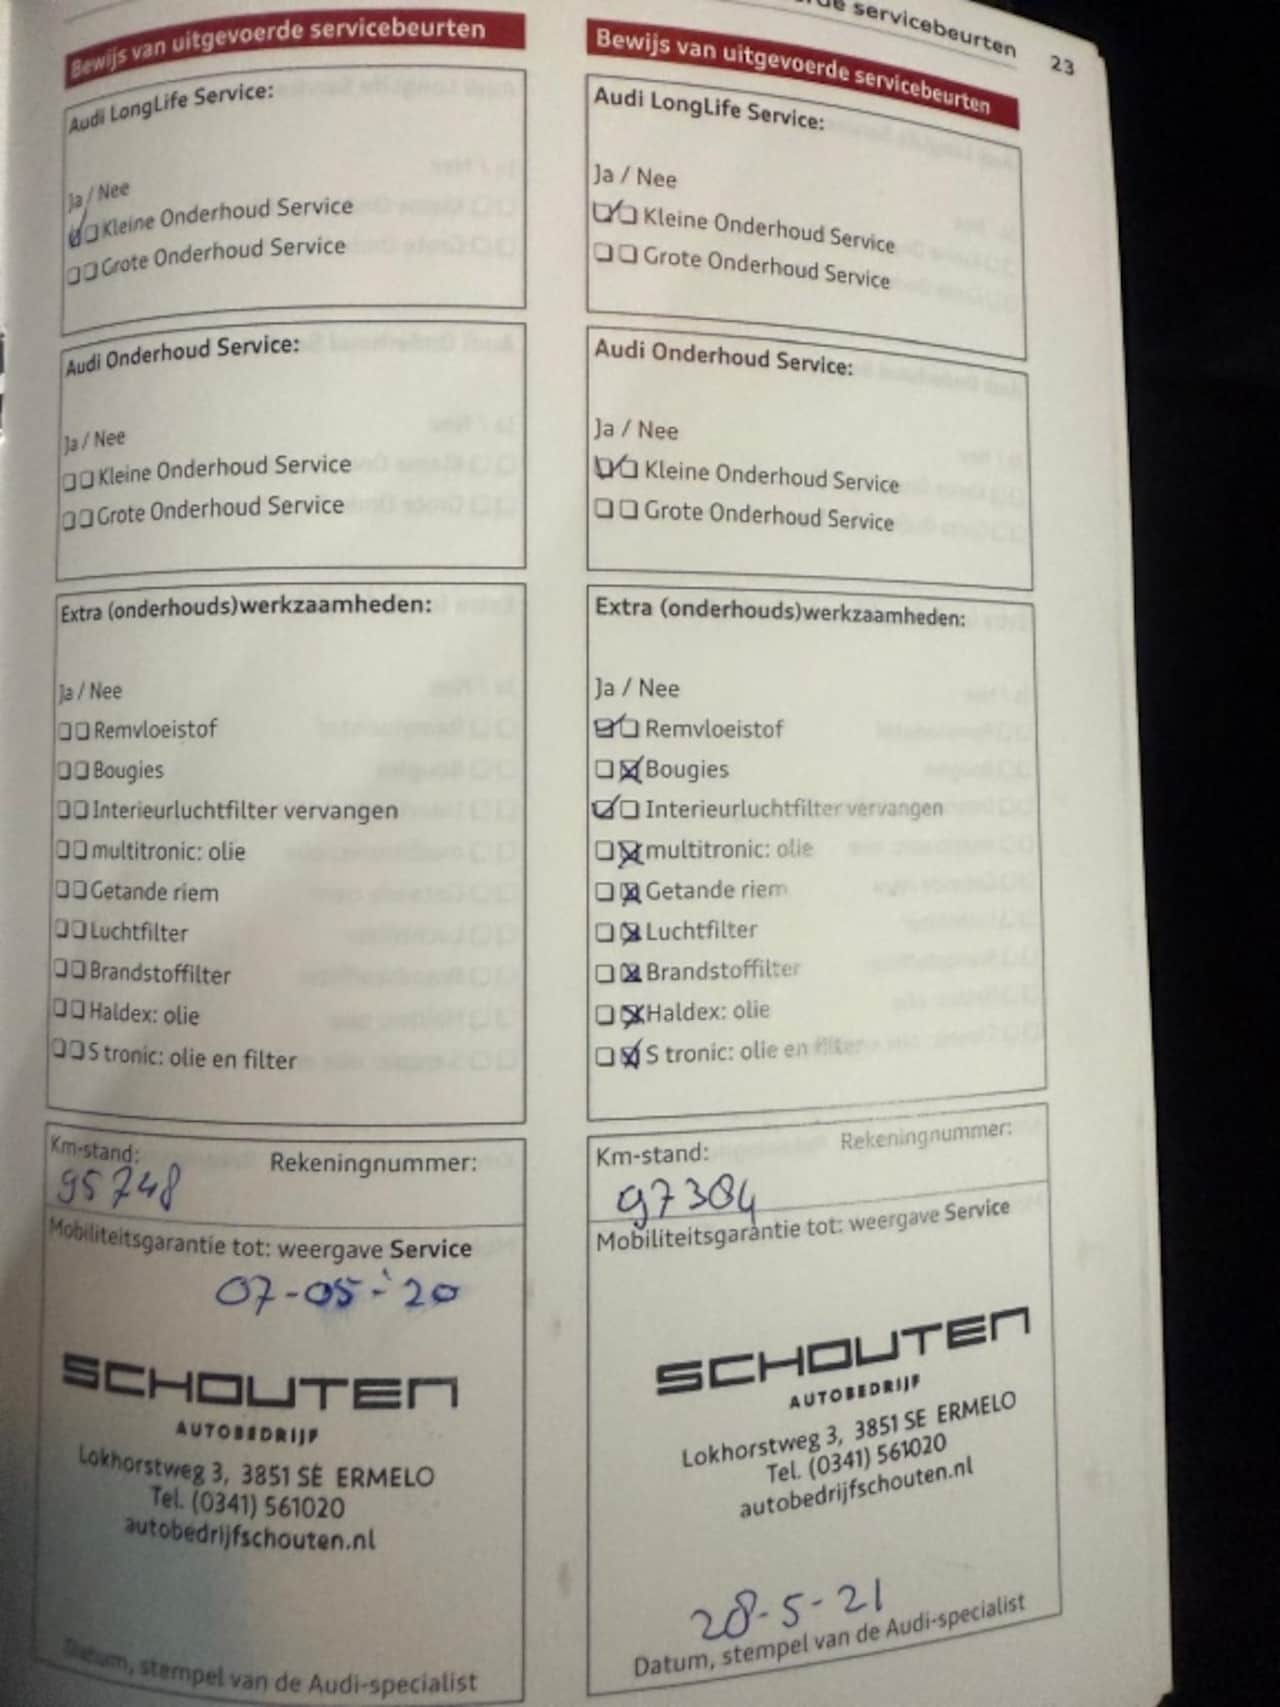 servicebeurten 23
Bewijs van uitgevoerde servicebeurten
Audi LongLife Service:
Ja / Nee
Kleine Onderhoud Service
Grote Onderhoud Service
Audi Onderhoud Service:
Ja / Nee
Kleine Onderhoud Service
Grote Onderhoud Service
Extra (onderhouds)werkzaamheden:
Ja / Nee
Remvloeistof
Bougies
Interieurluchtfilter vervangen
multitronic: olie
Getande riem
Luchtfilter
Brandstoffilter
Haldex: olie
S tronic: olie en filter
Km-stand: Rekeningnummer:
95748
Mobiliteitsgarantie tot: weergave Service
07-05-'20
SCHOUTEN
AUTOBEDRIJF
Lokhorstweg 3, 3851 SE ERMELO
Tel. (0341) 561020
autobedrijfschouten.nl
Datum, stempel van de Audi-specialist
Bewijs van uitgevoerde servicebeurten
Audi LongLife Service:
Ja / Nee
Kleine Onderhoud Service
Grote Onderhoud Service
Audi Onderhoud Service:
Ja / Nee
Kleine Onderhoud Service
Grote Onderhoud Service
Extra (onderhouds)werkzaamheden:
Ja / Nee
Remvloeistof
Bougies
Interieurluchtfilter vervangen
multitronic: olie
Getande riem
Luchtfilter
Brandstoffilter
Haldex: olie
S tronic: olie en filter
Km-stand: Rekeningnummer:
97384
Mobiliteitsgarantie tot: weergave Service
SCHOUTEN
AUTOBEDRIJF
Lokhorstweg 3, 3851 SE ERMELO
Tel. (0341) 561020
autobedrijfschouten.nl
28-5-21
Datum, stempel van de Audi-specialist